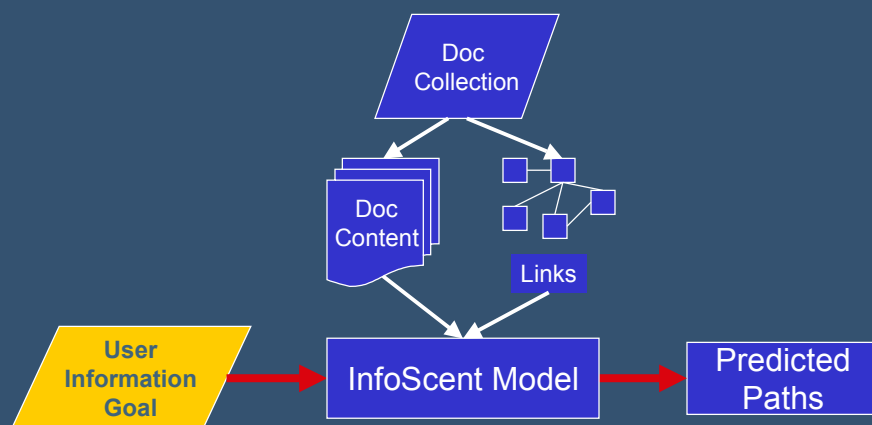 Doc
Collection
Doc
Content
Links
User
Information
Goal
InfoScent Model
Predicted
Paths